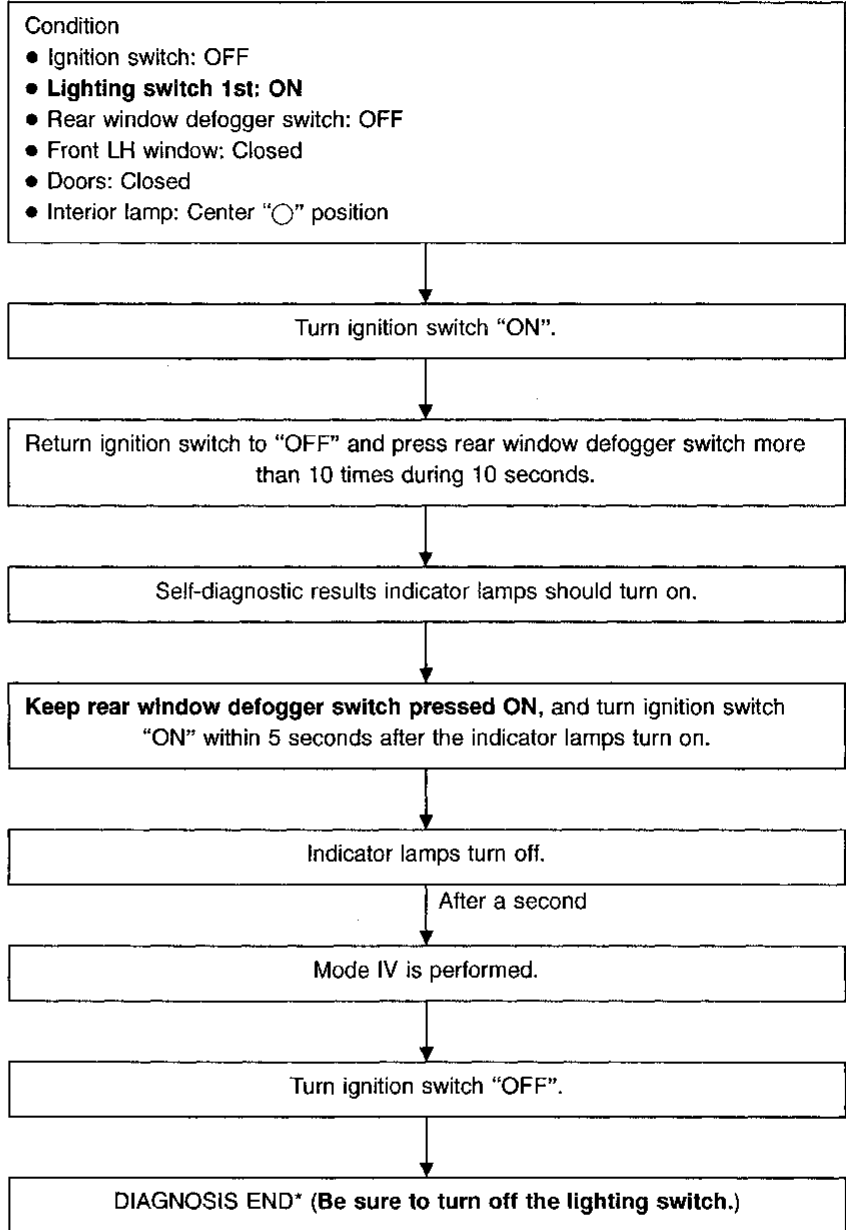 Condition
● Ignition switch: OFF
● Lighting switch 1st: ON
● Rear window defogger switch: OFF
● Front LH window: Closed
● Doors: Closed
● Interior lamp: Center “○” position
Turn ignition switch “ON”.
Return ignition switch to “OFF” and press rear window defogger switch more
than 10 times during 10 seconds.
Self-diagnostic results indicator lamps should turn on.
Keep rear window defogger switch pressed ON, and turn ignition switch
“ON” within 5 seconds after the indicator lamps turn on.
Indicator lamps turn off.
After a second
Mode IV is performed.
Turn ignition switch “OFF”.
DIAGNOSIS END* (Be sure to turn off the lighting switch.)